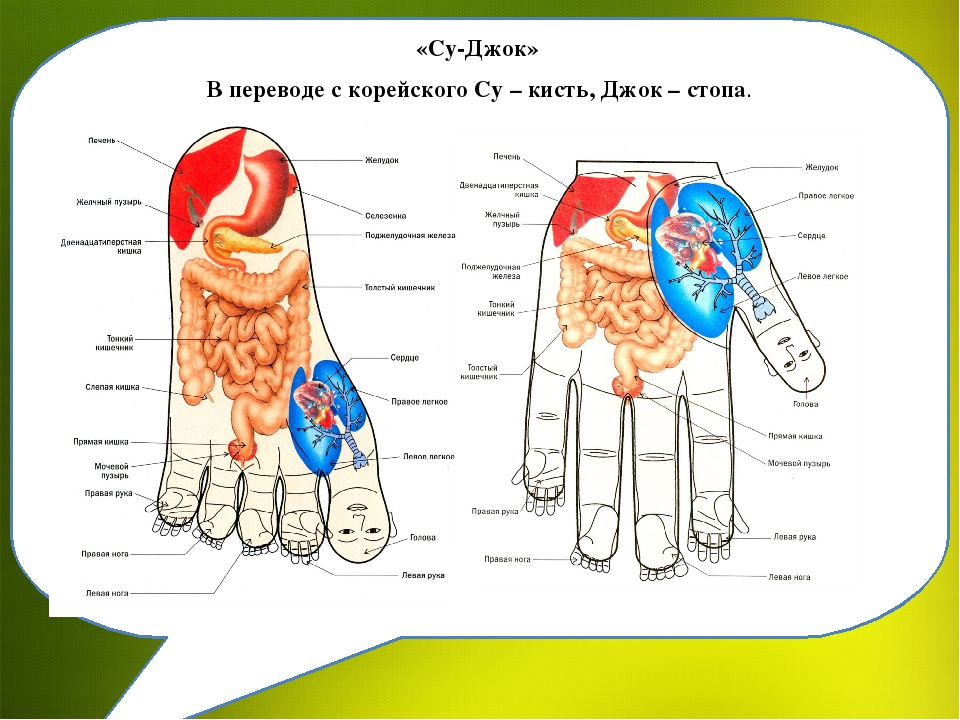 «Су-Джок»
В переводе с корейского Су – кисть, Джок – стопа.
Печень
Желчный пузырь
Двенадцатиперстная
кишка
Тонкий
кишечник
Слепая кишка
Прямая кишка
Мочевой
пузырь
Правая рука
Правая нога
Левая нога
Желудок
Селезенка
Поджелудочная железа
Толстый кишечник
Сердце
Правое легкое
Левое легкое
Голова
Левая рука
Печень
Двенадцатиперстная
кишка
Желчный
пузырь
Поджелудочная
железа
Тонкий
кишечник
Толстый
кишечник
Правая рука
Правая нога
Желудок
Правое легкое
Сердце
Левое легкое
Голова
Прямая кишка
Мочевой пузырь
Левая рука
Левая нога